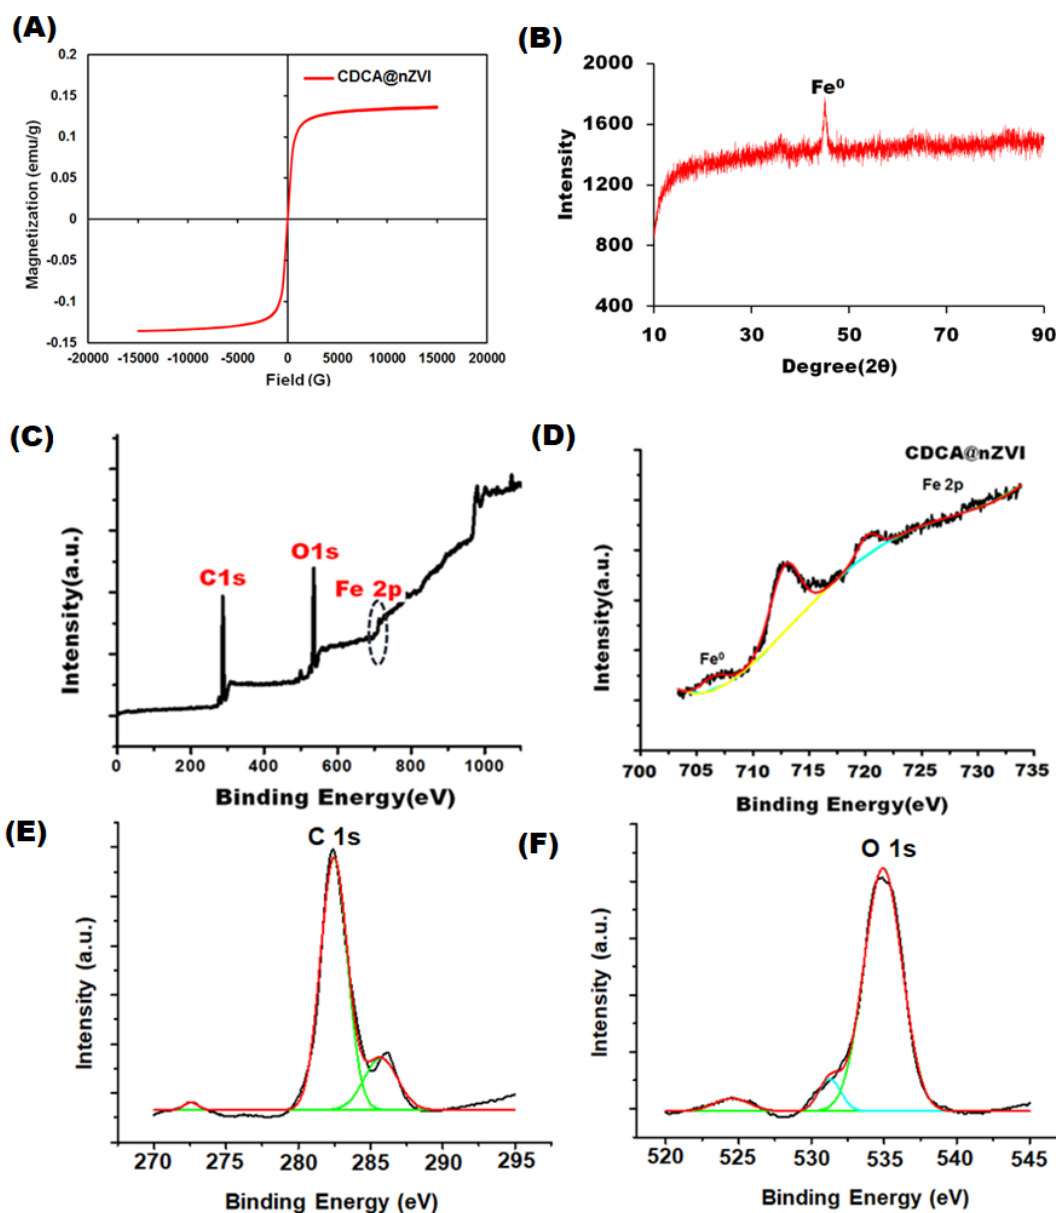 (A)
0.2
0.15
0.1
0.05
0
-0.05
-0.1
-0.15
-20000 -15000 -10000 -5000 0 5000 10000 15000 20000
Magnetization (emu/g)
Field (G)
CDCA@nZVI
(B)
2000
1600
1200
800
400
10 30 50 70 90
Intensity
Degree(2θ)
Fe⁰
(C)
C1s
O1s
Fe 2p
Intensity(a.u.)
0 200 400 600 800 1000
Binding Energy(eV)
(D)
CDCA@nZVI
Fe 2p
Fe⁰
Intensity(a.u.)
700 705 710 715 720 725 730 735
Binding Energy(eV)
(E)
C 1s
Intensity (a.u.)
270 275 280 285 290 295
Binding Energy (eV)
(F)
O 1s
Intensity (a.u.)
520 525 530 535 540 545
Binding Energy (eV)